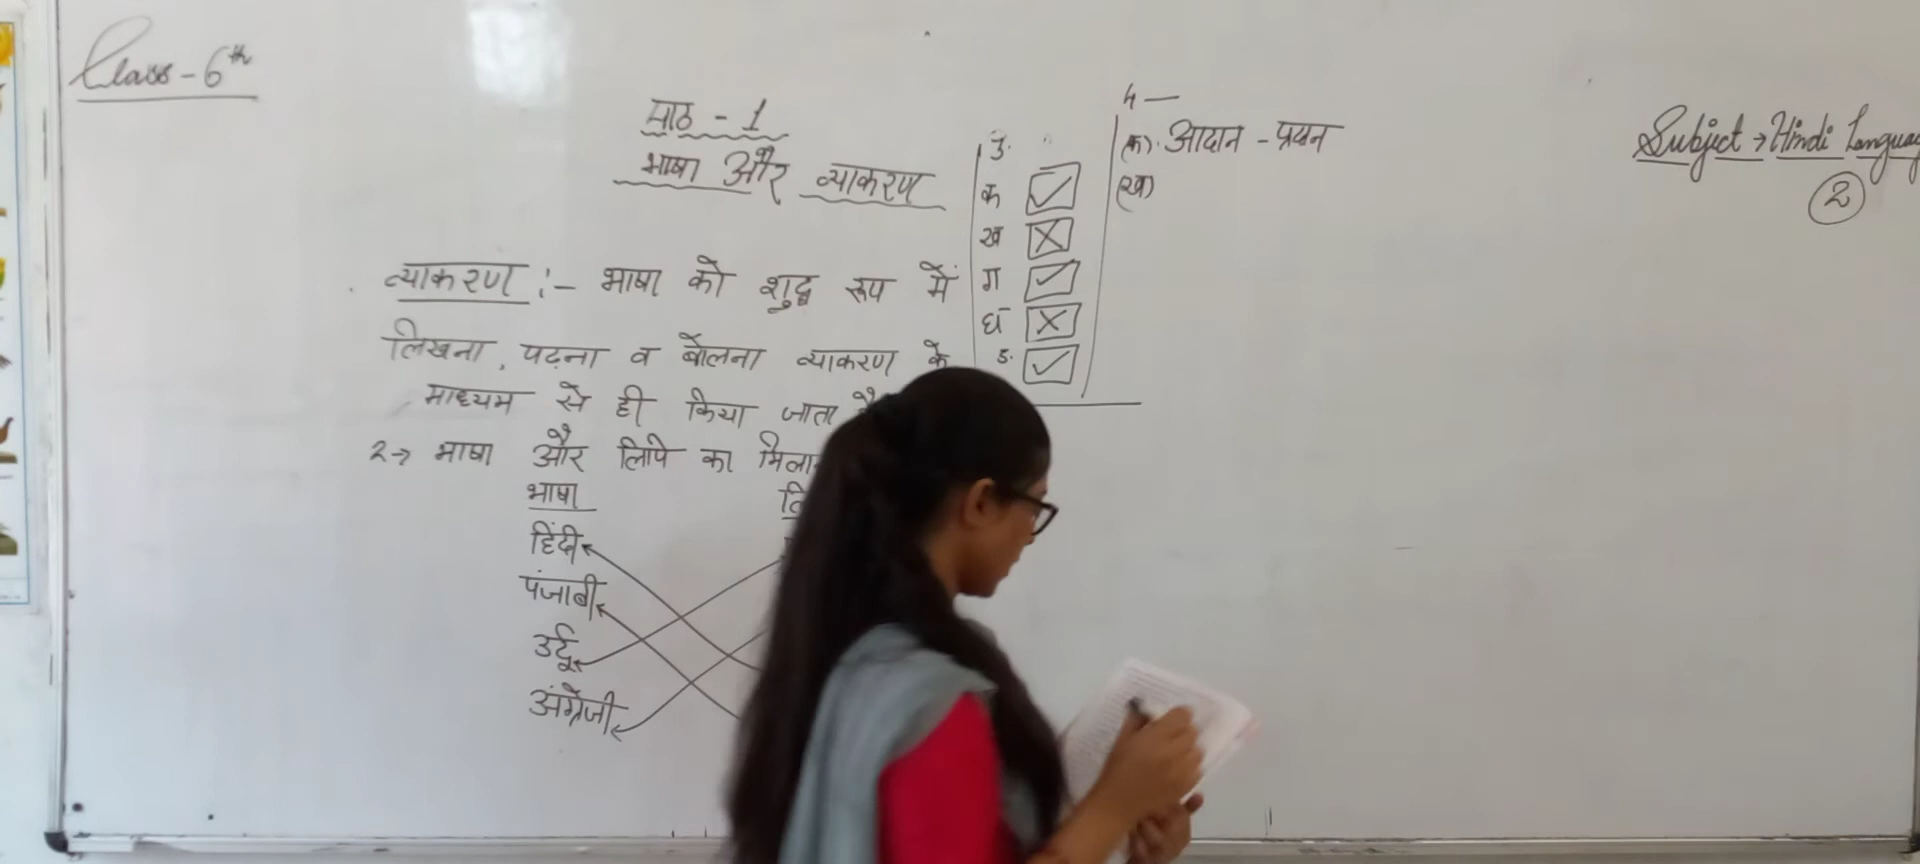 Class - 6th
Subject → Hindi Language
2
पाठ - 1
भाषा और व्याकरण
व्याकरण :- भाषा को शुद्ध रूप में
लिखना, पढ़ना व बोलना व्याकरण के
माध्यम से ही किया जाता
2→ भाषा और लिपि का
भाषा
हिंदी
पंजाबी
उर्दू
अंग्रेजी
3.
क ✓
ख ✗
ग ✓
घ ✗
ड. ✓
4 —
(क). आदान - प्रदान
(ख)